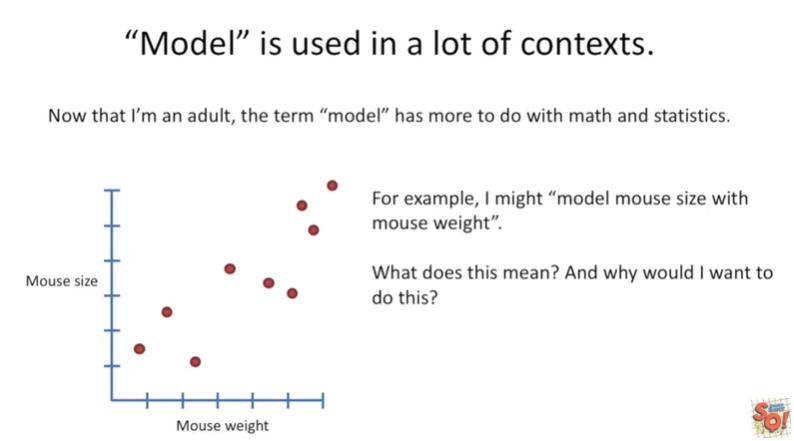 “Model” is used in a lot of contexts.
Now that I’m an adult, the term “model” has more to do with math and statistics.
For example, I might “model mouse size with
mouse weight”.
What does this mean? And why would I want to
do this?
Mouse size
Mouse weight
SQ!